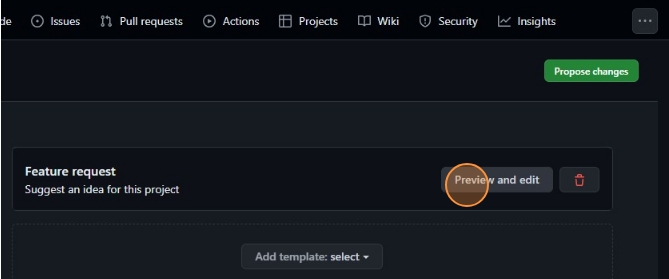 de Issues Pull requests Actions Projects Wiki Security Insights
Propose changes
Feature request
Preview and edit
Suggest an idea for this project
Add template: select